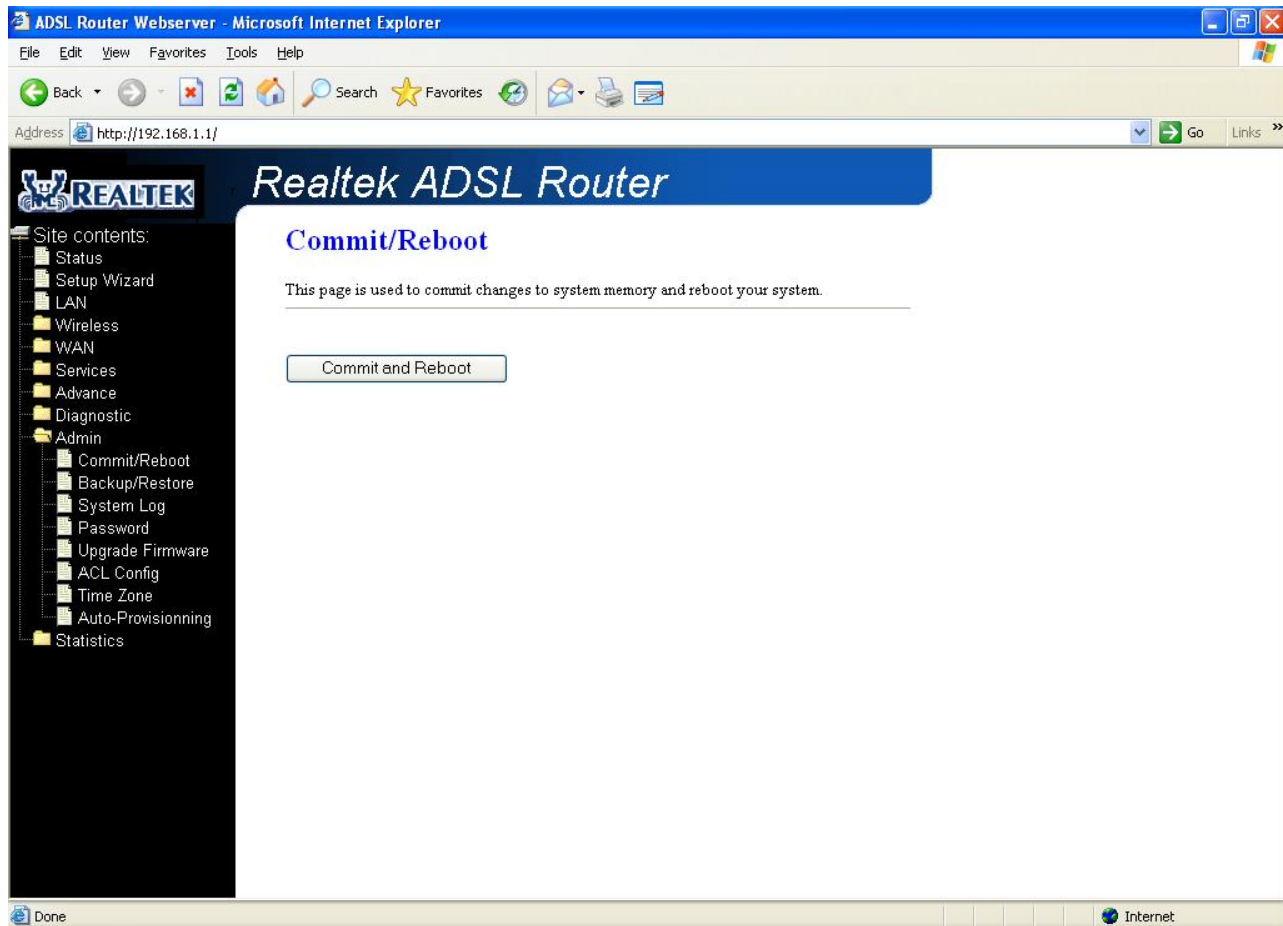 ADSL Router Webserver - Microsoft Internet Explorer
File Edit View Favorites Tools Help
Back Search Favorites
Address http://192.168.1.1/ Go Links »
REALTEK
Realtek ADSL Router
Site contents:
Status
Setup Wizard
LAN
Wireless
WAN
Services
Advance
Diagnostic
Admin
Commit/Reboot
Backup/Restore
System Log
Password
Upgrade Firmware
ACL Config
Time Zone
Auto-Provisionning
Statistics
Commit/Reboot
This page is used to commit changes to system memory and reboot your system.
Commit and Reboot
Done Internet